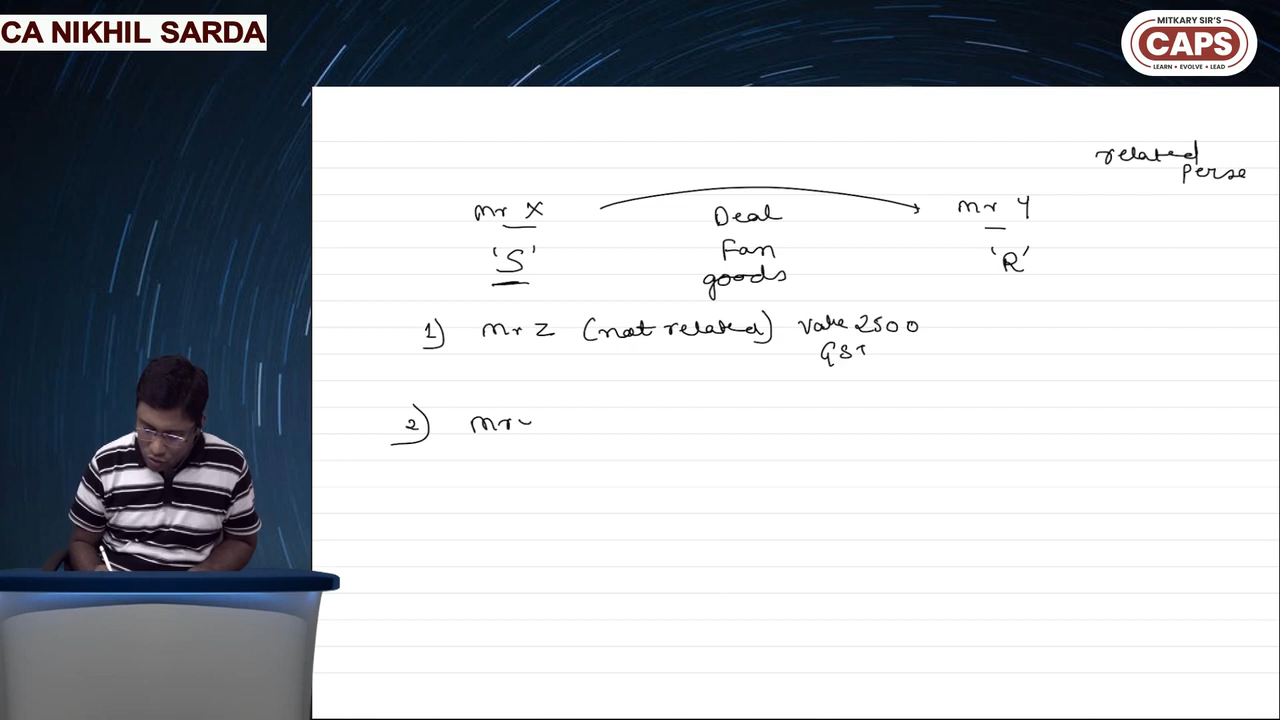 CA NIKHIL SARDA
MITKARY SIR'S
CAPS
LEARN • EVOLVE • LEAD
related
perso
Mr X
Deal
Mr Y
'S'
Fan
'R'
goods
1) Mr Z (not related) Value 2500
GST
2) Mr